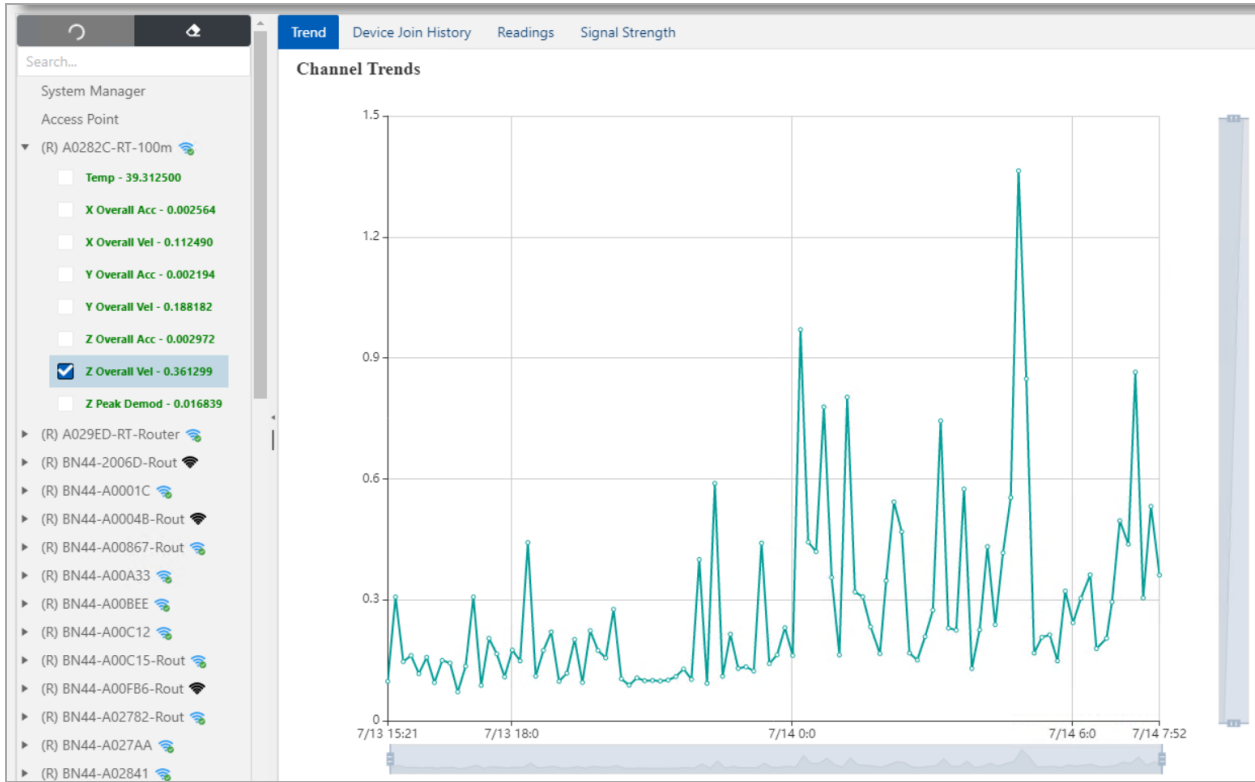 Search...
System Manager
Access Point
(R) A0282C-RT-100m
Temp - 39.312500
X Overall Acc - 0.002564
X Overall Vel - 0.112490
Y Overall Acc - 0.002194
Y Overall Vel - 0.188182
Z Overall Acc - 0.002972
Z Overall Vel - 0.361299
Z Peak Demod - 0.016839
(R) A029ED-RT-Router
(R) BN44-2006D-Rout
(R) BN44-A0001C
(R) BN44-A0004B-Rout
(R) BN44-A00867-Rout
(R) BN44-A00A33
(R) BN44-A00BEE
(R) BN44-A00C12
(R) BN44-A00C15-Rout
(R) BN44-A00FB6-Rout
(R) BN44-A02782-Rout
(R) BN44-A027AA
(R) BN44-A02841
Trend Device Join History Readings Signal Strength
Channel Trends
1.5
1.2
0.9
0.6
0.3
0
7/13 15:21 7/13 18:0 7/14 0:0 7/14 6:0 7/14 7:52